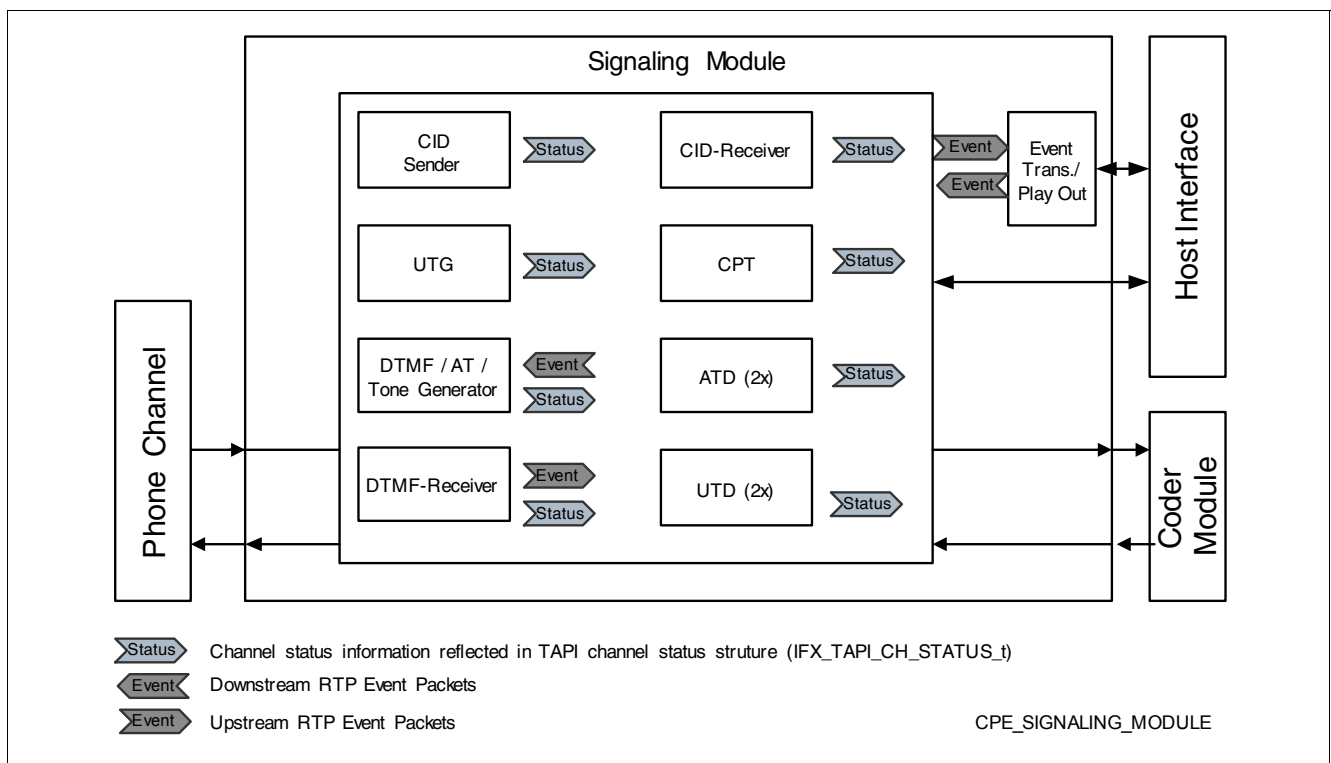 Signaling Module
CID
Sender
Status
CID-Receiver
Status
Event
Event
Event
Trans./
Play Out
UTG
Status
CPT
Status
DTMF / AT /
Tone Generator
Event
Status
ATD (2x)
Status
DTMF-Receiver
Event
Status
UTD (2x)
Status
Phone Channel
Host Interface
Coder
Module
Status Channel status information reflected in TAPI channel status struture (IFX_TAPI_CH_STATUS_t)
Event Downstream RTP Event Packets
Event Upstream RTP Event Packets
CPE_SIGNALING_MODULE